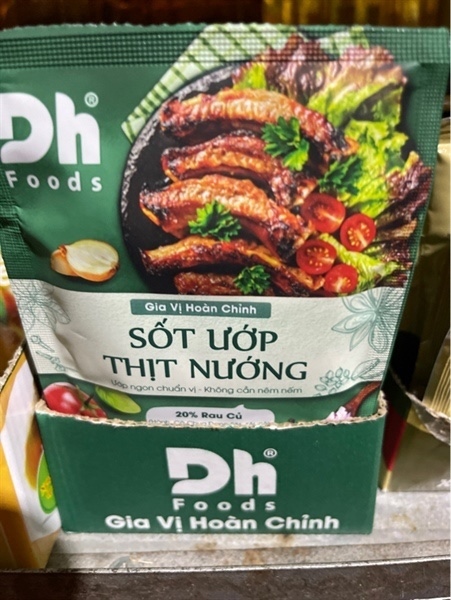 Dh®
Foods
Gia Vị Hoàn Chỉnh
SỐT ƯỚP
THỊT NƯỚNG
Ướp ngon chuẩn vị - Không cần nêm nếm
20% Rau Củ
Dh®
Foods
Gia Vị Hoàn Chỉnh